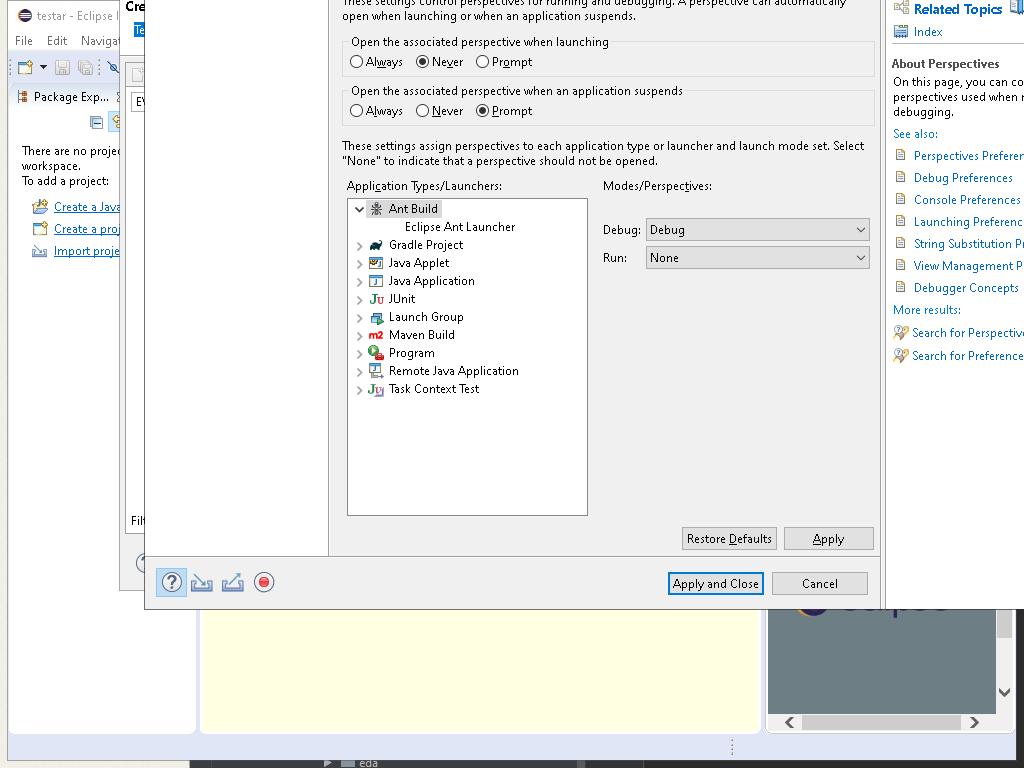 testar - Eclipse
Cre
File Edit Navigat
Package Exp...
There are no proje
workspace.
To add a project:
Create a Java
Create a proj
Import proje
Filt
These settings control perspectives for running and debugging. A perspective can automatically
open when launching or when an application suspends.
Open the associated perspective when launching
Always Never Prompt
Open the associated perspective when an application suspends
Always Never Prompt
These settings assign perspectives to each application type or launcher and launch mode set. Select
"None" to indicate that a perspective should not be opened.
Application Types/Launchers:
Ant Build
Eclipse Ant Launcher
Gradle Project
Java Applet
Java Application
JUnit
Launch Group
Maven Build
Program
Remote Java Application
Task Context Test
Modes/Perspectives:
Debug: Debug
Run: None
Restore Defaults Apply
Apply and Close Cancel
Related Topics
Index
About Perspectives
On this page, you can co
perspectives used when r
debugging.
See also:
Perspectives Preferen
Debug Preferences
Console Preferences
Launching Preferenc
String Substitution Pr
View Management P
Debugger Concepts
More results:
Search for Perspective
Search for Preference
eda